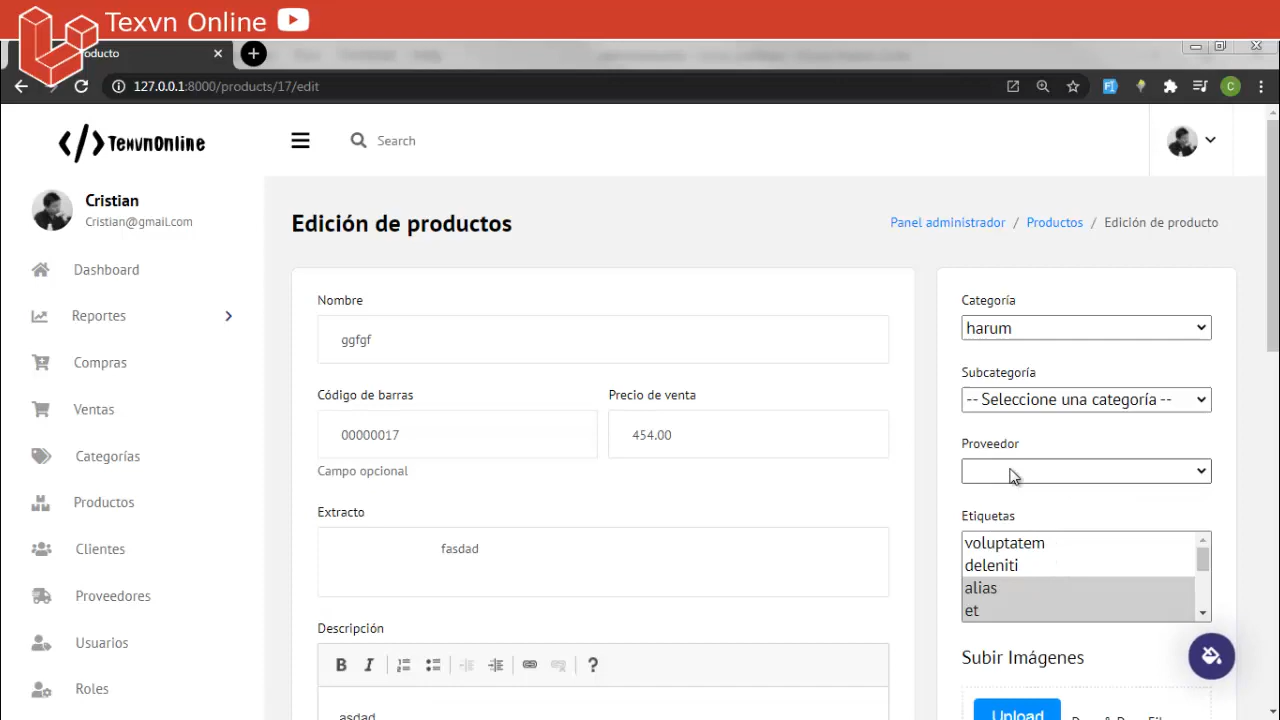 Texvn Online
oducto
127.0.0.1:8000/products/17/edit
C
</> TexvnOnline
Search
Cristian
Cristian@gmail.com
Dashboard
Reportes
Compras
Ventas
Categorías
Productos
Clientes
Proveedores
Usuarios
Roles
Edición de productos
Panel administrador / Productos / Edición de producto
Nombre
ggfgf
Código de barras
Precio de venta
00000017
454.00
Campo opcional
Extracto
fasdad
Descripción
B I ?
asdad
Categoría
harum
Subcategoría
-- Seleccione una categoría --
Proveedor
Etiquetas
voluptatem
deleniti
alias
et
Subir Imágenes
Upload